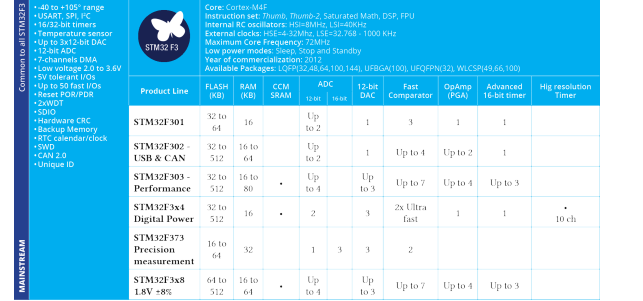 Common to all STM32F3
MAINSTREAM
• -40 to +105° range
• USART, SPI, I²C
• 16/32-bit timers
• Temperature sensor
• Up to 3x12-bit DAC
• 12-bit ADC
• 7-channels DMA
• Low voltage 2.0 to 3.6V
• 5V tolerant I/Os
• Up to 50 fast I/Os
• Reset POR/PDR
• 2xWDT
• SDIO
• Hardware CRC
• Backup Memory
• RTC calendar/clock
• SWD
• CAN 2.0
• Unique ID
STM32 F3
Core: Cortex-M4F
Instruction set: Thumb, Thumb-2, Saturated Math, DSP, FPU
Internal RC oscillators: HSI=8MHz, LSI=40KHz
External clocks: HSE=4-32Mhz, LSE=32.768 - 1000 KHz
Maximum Core Frequency: 72MHz
Low power modes: Sleep, Stop and Standby
Year of commercialization: 2012
Available Packages: LQFP(32,48,64,100,144), UFBGA(100), UFQFPN(32), WLCSP(49,66,100)
Product Line FLASH (KB) RAM (KB) CCM SRAM ADC 12-bit 16-bit 12-bit DAC Fast Comparator OpAmp (PGA) Advanced 16-bit timer Hig resolution Timer
STM32F301 32 to 64 16 Up to 2 1 3 1 1
STM32F302 - USB & CAN 32 to 512 16 to 64 Up to 2 1 Up to 4 Up to 2 1
STM32F303 - Performance 32 to 512 16 to 80 • Up to 4 Up to 3 Up to 7 Up to 4 Up to 3
STM32F3x4 Digital Power 32 to 512 16 • 2 3 2x Ultra fast 1 1 • 10 ch
STM32F373 Precision measurement 16 to 64 32 1 3 3 2
STM32F3x8 1.8V ±8% 64 to 512 16 to 64 • Up to 4 Up to 3 Up to 7 Up to 4 Up to 3